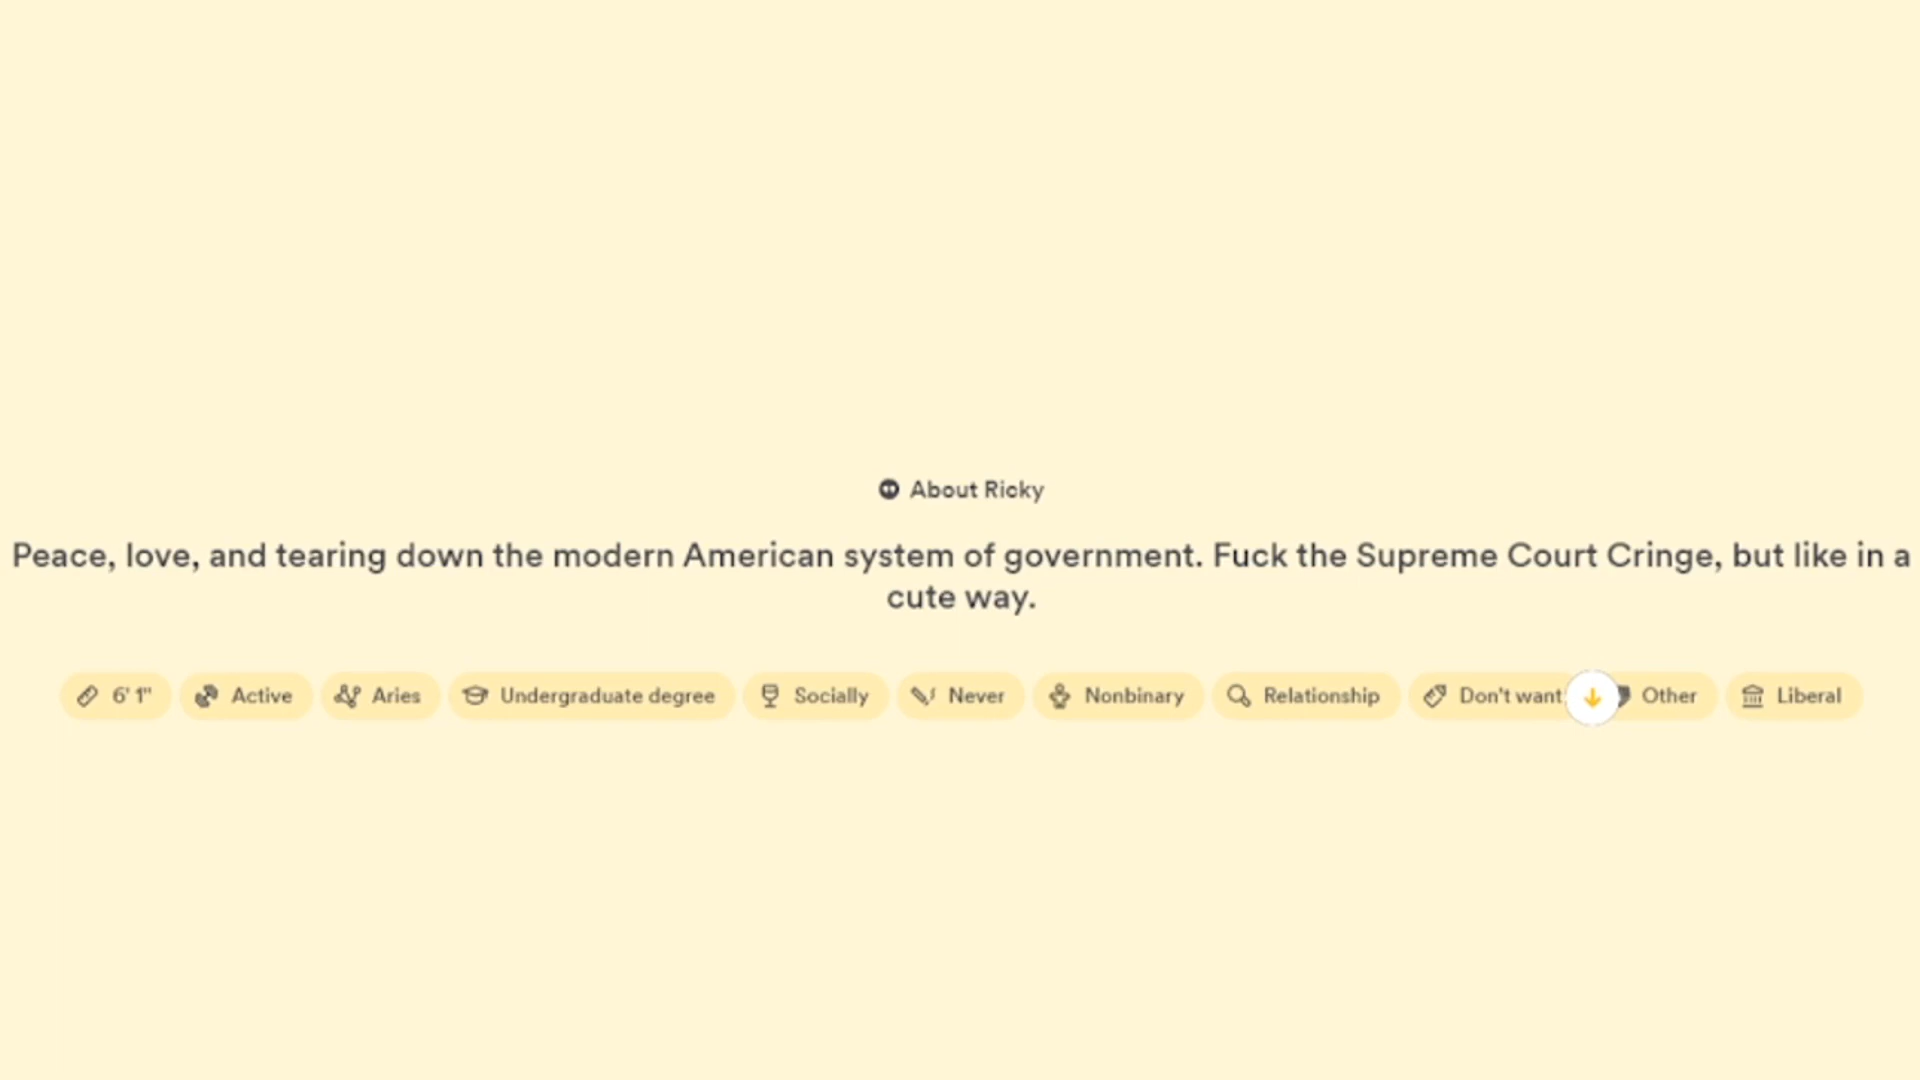 About Ricky
Peace, love, and tearing down the modern American system of government. Fuck the Supreme Court Cringe, but like in a
cute way.
6' 1" Active Aries Undergraduate degree Socially Never Nonbinary Relationship Don't want Other Liberal